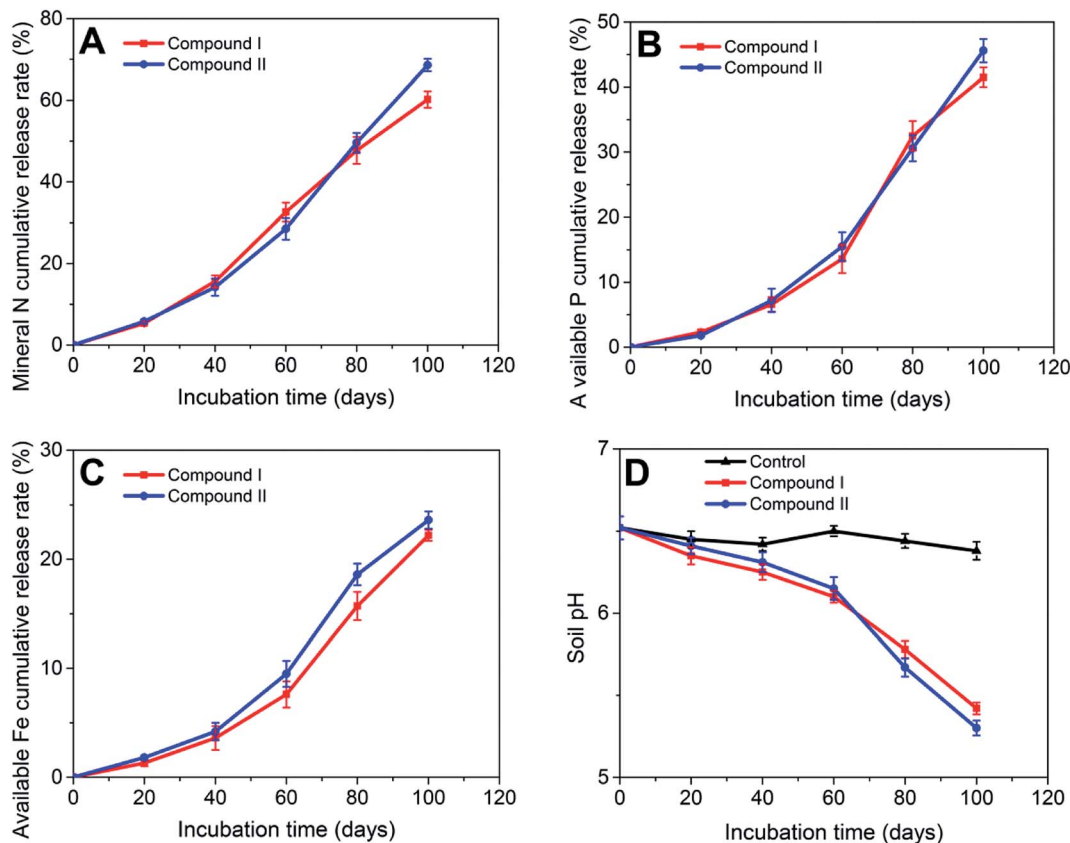 A
Compound I
Compound II
Mineral N cumulative release rate (%)
80
60
40
20
0
0 20 40 60 80 100 120
Incubation time (days)
B
Compound I
Compound II
A vailable P cumulative release rate (%)
50
40
30
20
10
0
0 20 40 60 80 100 120
Incubation time (days)
C
Compound I
Compound II
Available Fe cumulative release rate (%)
30
20
10
0
0 20 40 60 80 100 120
Incubation time (days)
D
Control
Compound I
Compound II
Soil pH
7
6
5
0 20 40 60 80 100 120
Incubation time (days)